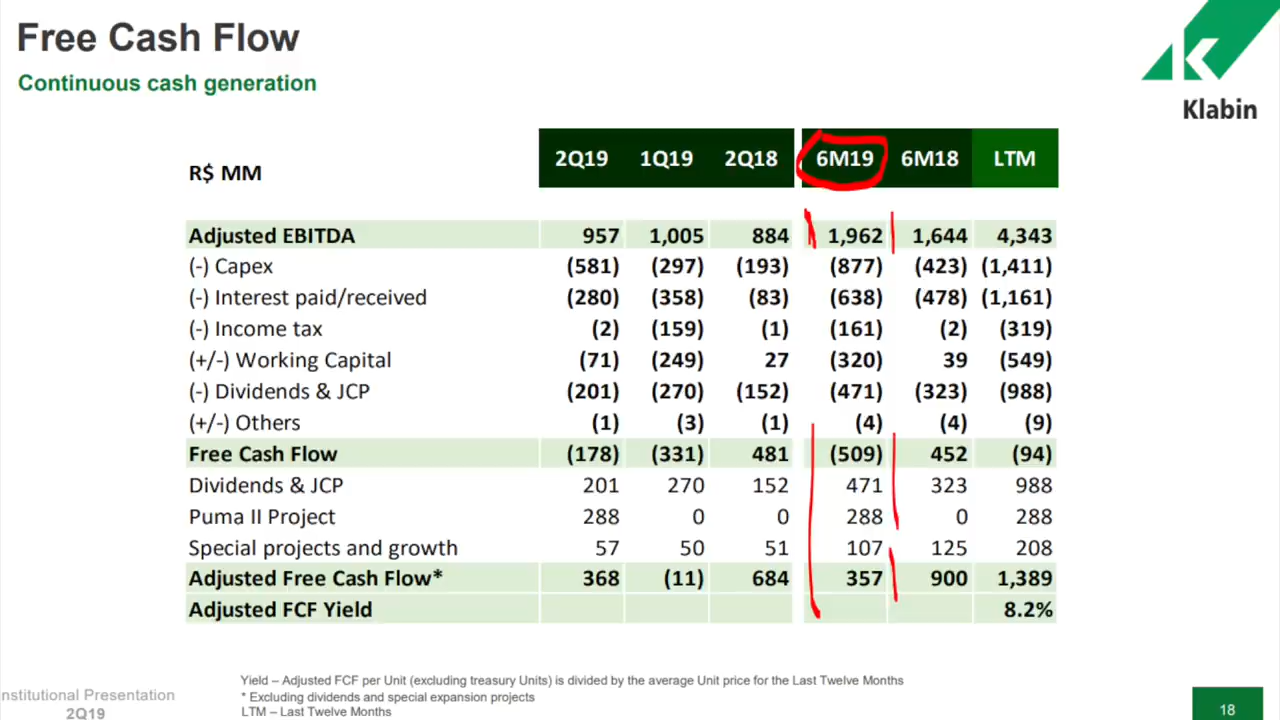 Free Cash Flow
Continuous cash generation
Klabin
R$ MM 2Q19 1Q19 2Q18 6M19 6M18 LTM
Adjusted EBITDA 957 1,005 884 1,962 1,644 4,343
(-) Capex (581) (297) (193) (877) (423) (1,411)
(-) Interest paid/received (280) (358) (83) (638) (478) (1,161)
(-) Income tax (2) (159) (1) (161) (2) (319)
(+/-) Working Capital (71) (249) 27 (320) 39 (549)
(-) Dividends & JCP (201) (270) (152) (471) (323) (988)
(+/-) Others (1) (3) (1) (4) (4) (9)
Free Cash Flow (178) (331) 481 (509) 452 (94)
Dividends & JCP 201 270 152 471 323 988
Puma II Project 288 0 0 288 0 288
Special projects and growth 57 50 51 107 125 208
Adjusted Free Cash Flow* 368 (11) 684 357 900 1,389
Adjusted FCF Yield 8.2%
Yield – Adjusted FCF per Unit (excluding treasury Units) is divided by the average Unit price for the Last Twelve Months
* Excluding dividends and special expansion projects
LTM – Last Twelve Months
nstitutional Presentation
2Q19
18